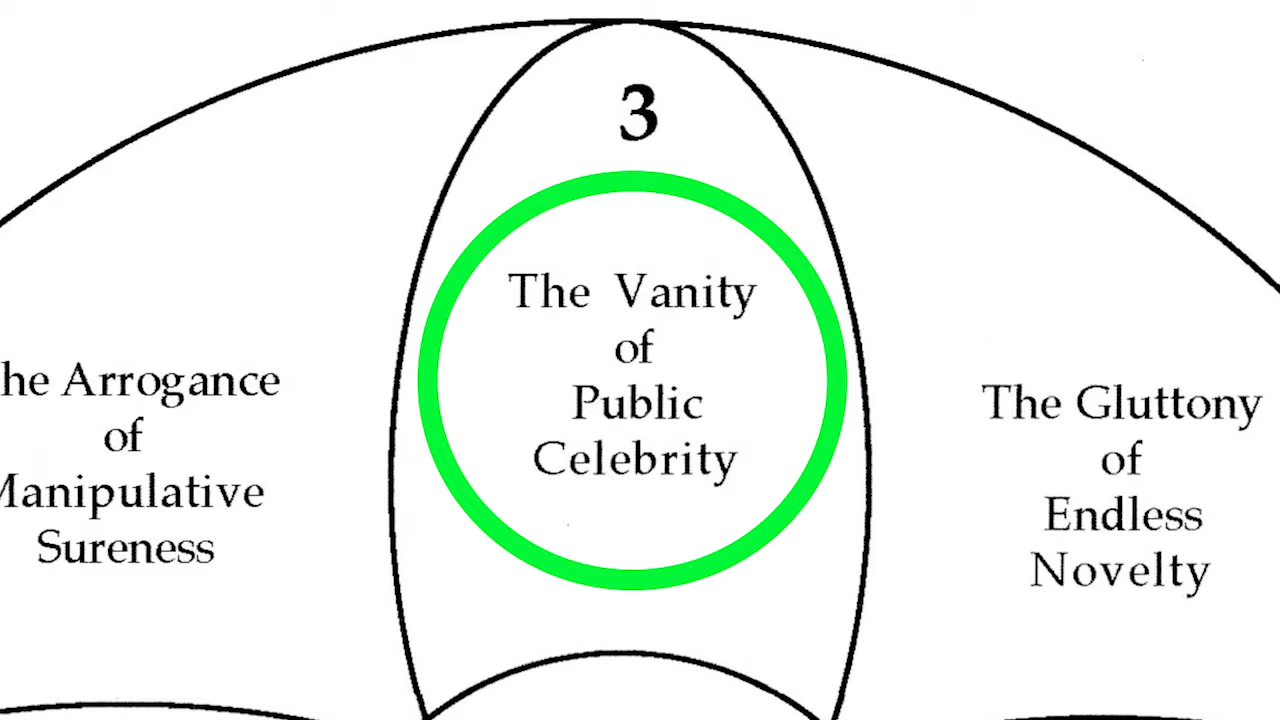 3
The Vanity
of
Public
Celebrity
he Arrogance
of
Manipulative
Sureness
The Gluttony
of
Endless
Novelty